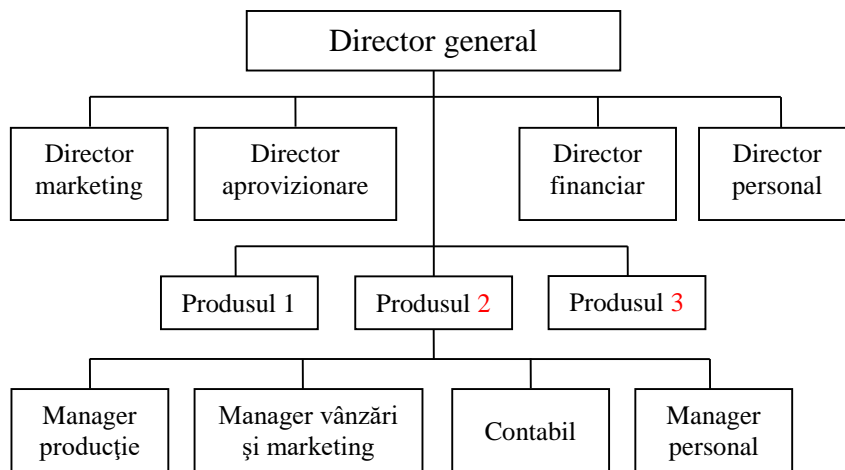 Director general
Director
marketing
Director
aprovizionare
Director
financiar
Director
personal
Produsul 1
Produsul 2
Produsul 3
Manager
producţie
Manager vânzări
şi marketing
Contabil
Manager
personal